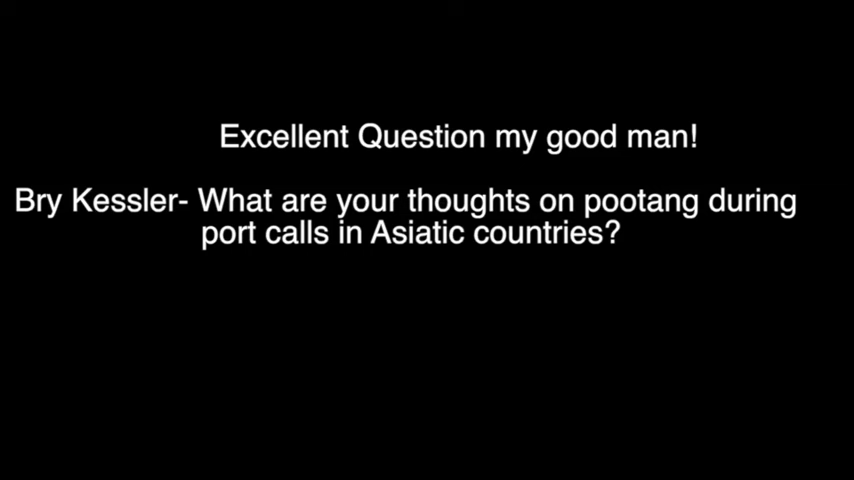 Excellent Question my good man!
Bry Kessler- What are your thoughts on pootang during
port calls in Asiatic countries?